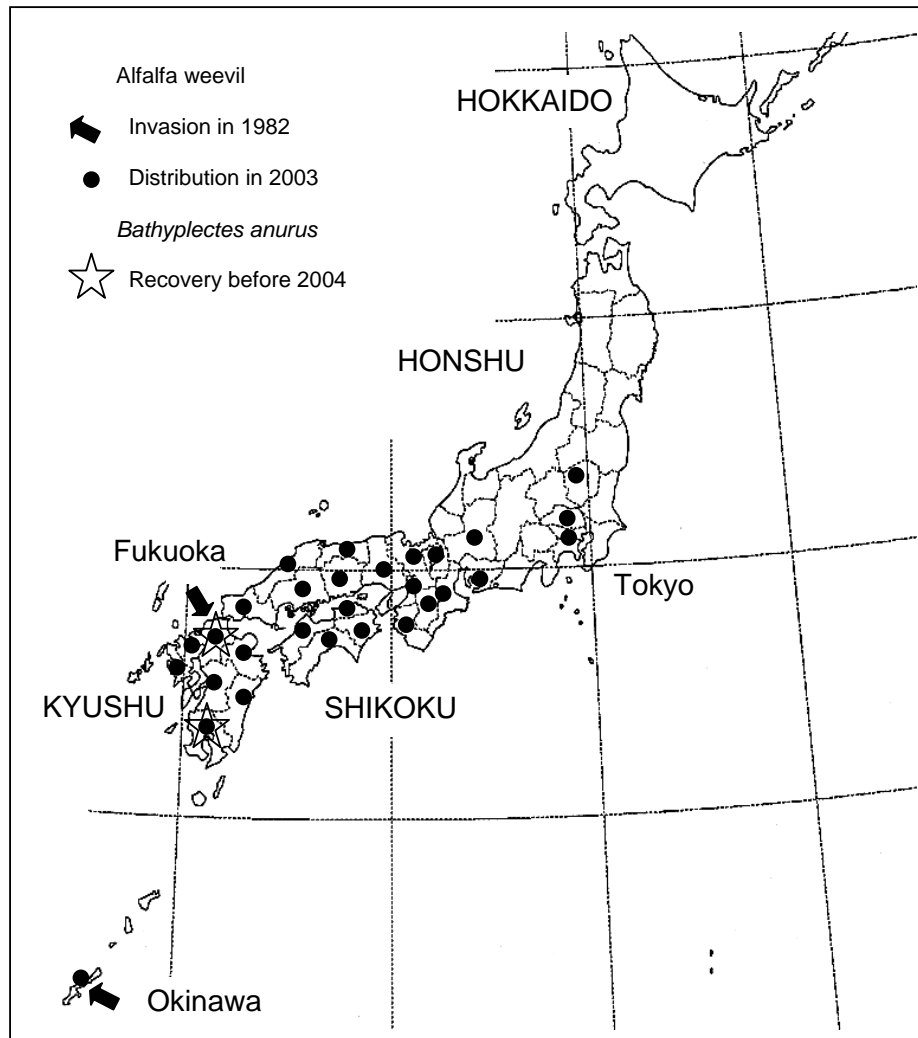 Alfalfa weevil
Invasion in 1982
Distribution in 2003
Bathyplectes anurus
Recovery before 2004
HOKKAIDO
HONSHU
Fukuoka
Tokyo
KYUSHU
SHIKOKU
Okinawa